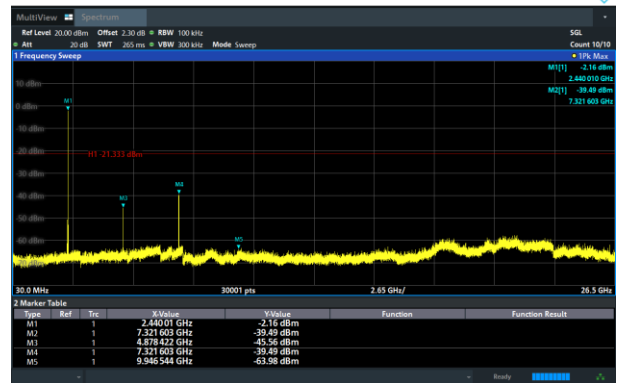 MultiView Spectrum
Ref Level 20.00 dBm Offset 2.30 dB RBW 100 kHz SGL
Att 20 dB SWT 265 ms VBW 300 kHz Mode Sweep Count 10/10
1 Frequency Sweep 1Pk Max
M1[1] -2.16 dBm
2.440 010 GHz
M2[1] -39.49 dBm
7.321 603 GHz
10 dBm
0 dBm
M1
-10 dBm
-20 dBm
H1 -21.333 dBm
-30 dBm
M4
-40 dBm
M3
-50 dBm
-60 dBm
M5
30.0 MHz 30001 pts 2.65 GHz/ 26.5 GHz
2 Marker Table
Type Ref Trc X-Value Y-Value Function Function Result
M1 1 2.440 01 GHz -2.16 dBm
M2 1 7.321 603 GHz -39.49 dBm
M3 1 4.878 422 GHz -45.56 dBm
M4 1 7.321 603 GHz -39.49 dBm
M5 1 9.946 544 GHz -63.98 dBm
Ready